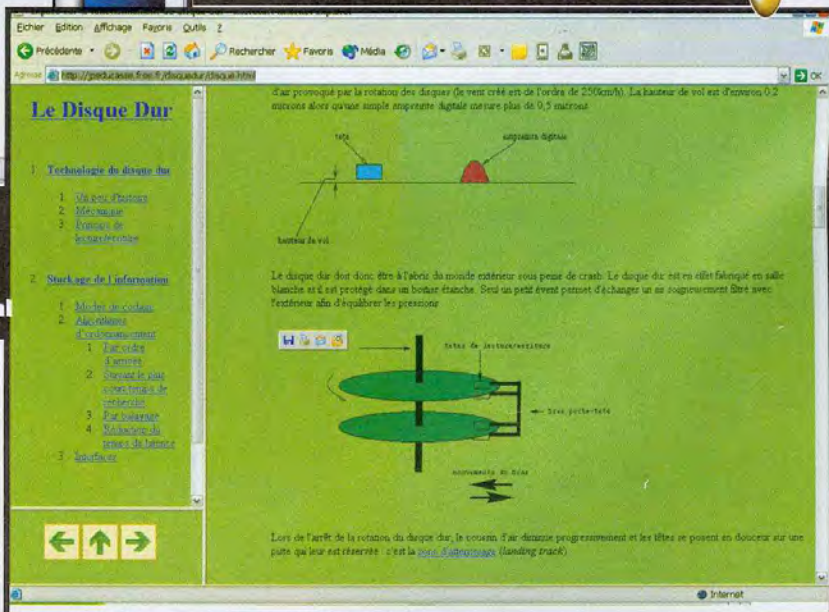 Fichier Edition Affichage Favoris Outils ?
Précédente Rechercher Favoris Média
Adresse http://jpeducasse.free.fr/disquedur/disque.html OK
Le Disque Dur
1. Technologie du disque dur
1. Un peu d'histoire
2. Mécanique
3. Principe de
lecture/écriture
2. Stockage de l'information
1. Modes de codage
2. Algorithmes
d'ordonnancement
1. Par ordre
d'arrivée
2. Suivant le plus
court temps de
recherche
3. Par balayage
4. Réduction du
temps de latence
3. Interfaces
d'air provoqué par la rotation des disques (le vent créé est de l'ordre de 250km/h). La hauteur de vol est d'environ 0,2
microns alors qu'une simple empreinte digitale mesure plus de 0,5 microns
tete
empreinte digitale
hauteur de vol
Le disque dur doit donc être à l'abris du monde extérieur sous peine de crash. Le disque dur est en effet fabriqué en salle
blanche et il est protégé dans un boitier étanche. Seul un petit évent permet d'échanger un air soigneusement filtré avec
l'extérieur afin d'équilibrer les pressions
tetes de lecture/ecriture
bras porte-tete
mouvements du bras
Lors de l'arrêt de la rotation du disque dur, le coussin d'air diminue progressivement et les têtes se posent en douceur sur une
piste qui leur est réservée : c'est la zone d'atterrissage (landing track)
Internet